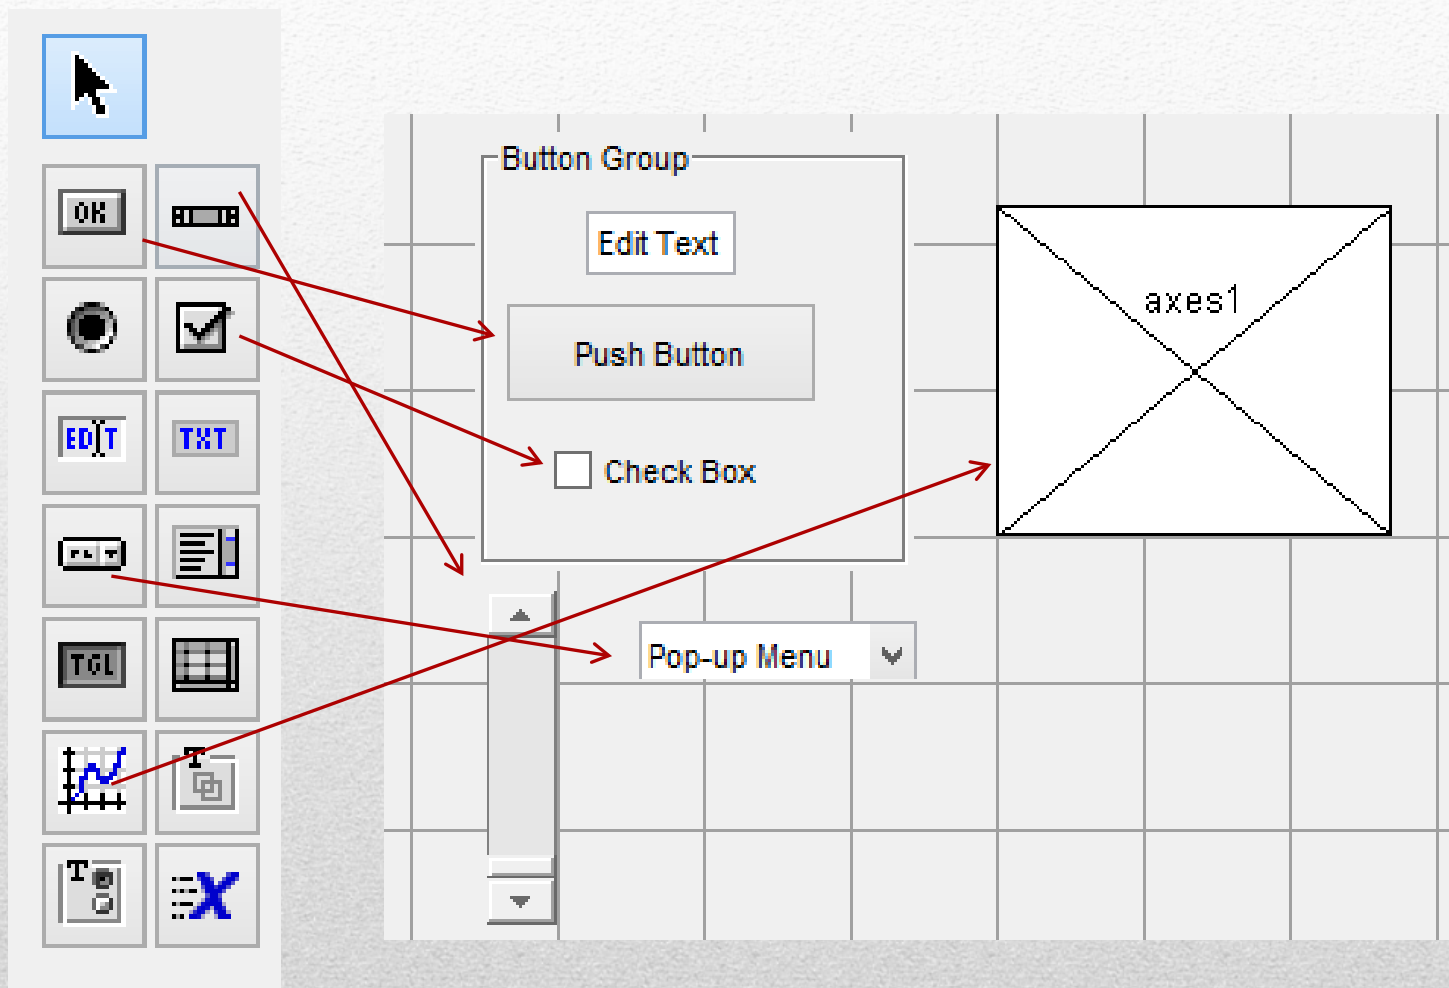 OK
EDIT
TXT
TGL
T
T
X
Button Group
Edit Text
Push Button
Check Box
Pop-up Menu
axes1